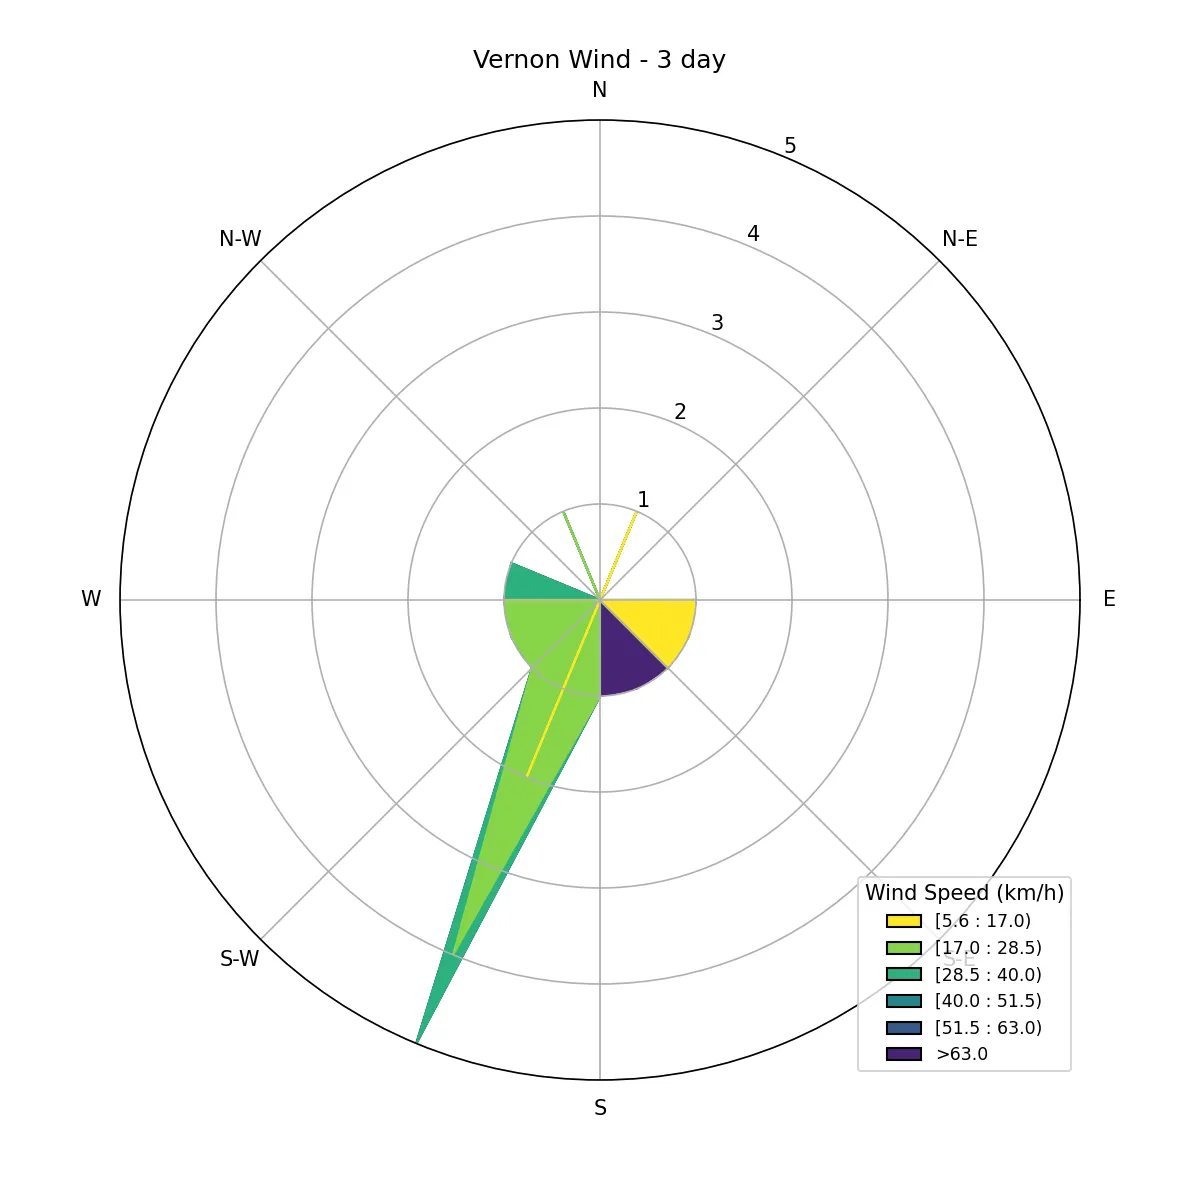 Vernon Wind - 3 day
N
5
N-W
N-E
4
3
2
1
W
E
Wind Speed (km/h)
[5.6 : 17.0)
[17.0 : 28.5)
[28.5 : 40.0)
[40.0 : 51.5)
[51.5 : 63.0)
>63.0
S-W
S-E
S